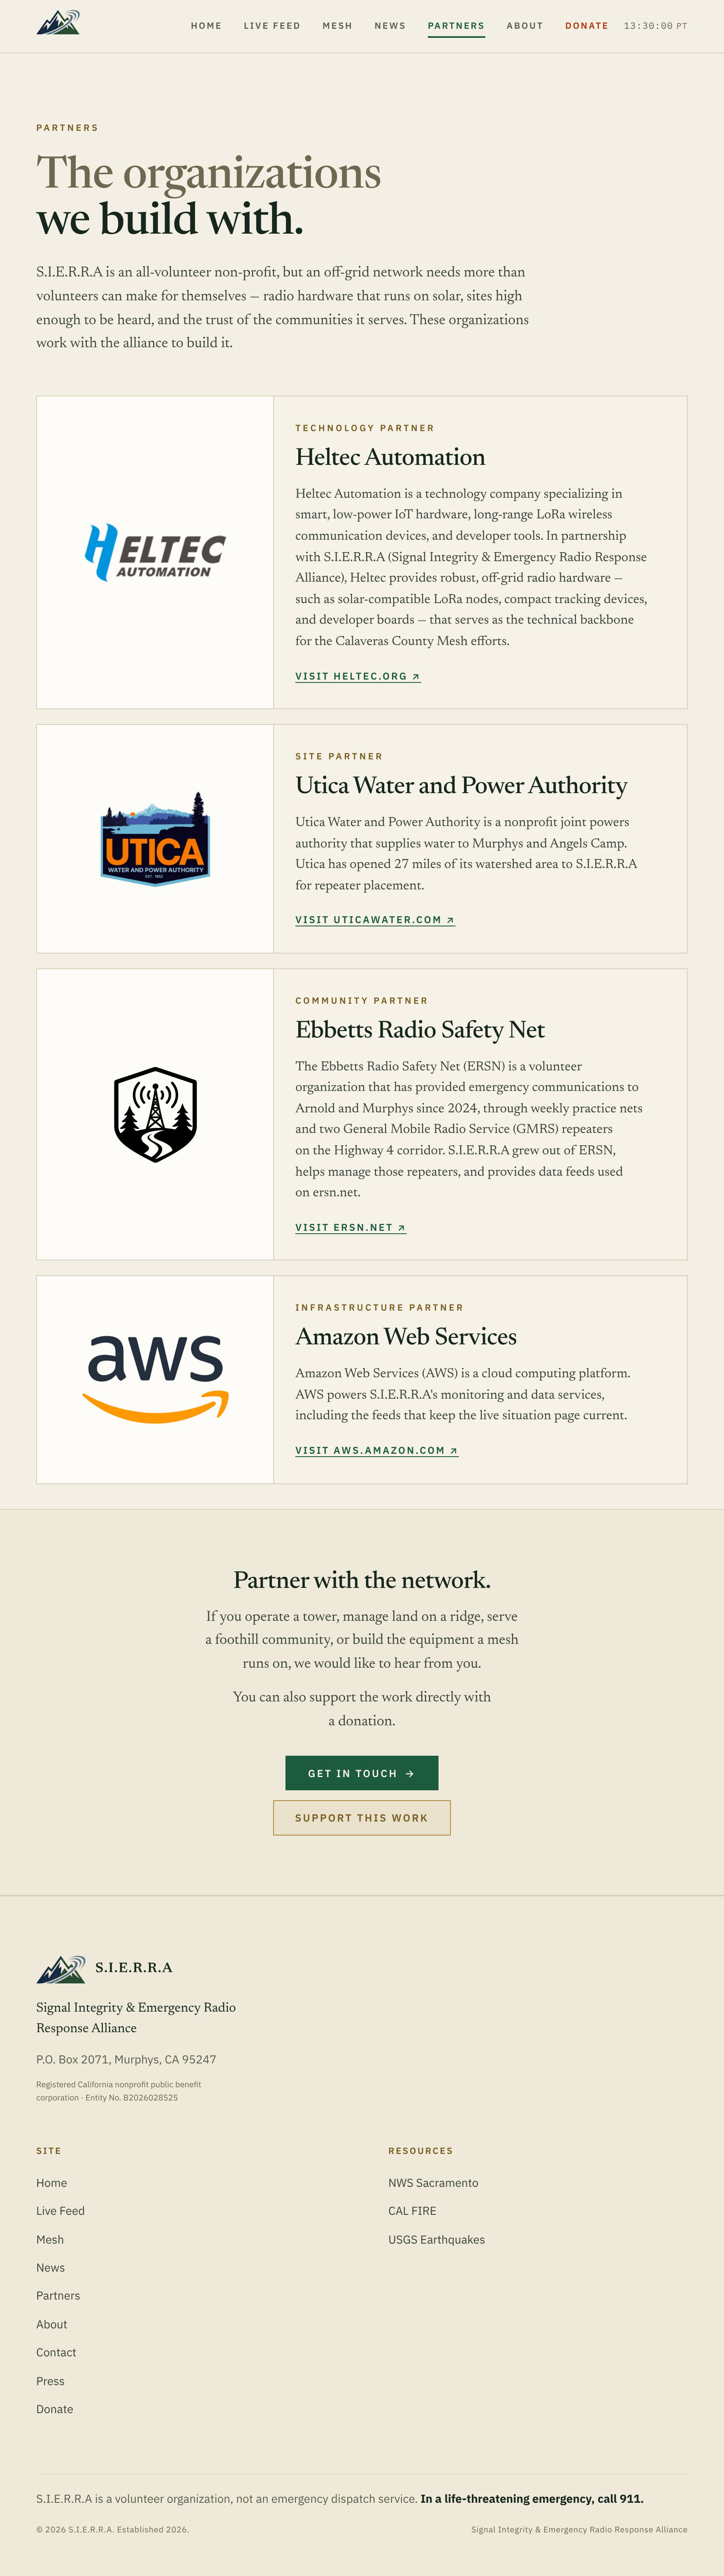 HOME LIVE FEED MESH NEWS PARTNERS ABOUT DONATE 13:30:00 PT
PARTNERS
The organizations
we build with.
S.I.E.R.R.A is an all-volunteer non-profit, but an off-grid network needs more than
volunteers can make for themselves — radio hardware that runs on solar, sites high
enough to be heard, and the trust of the communities it serves. These organizations
work with the alliance to build it.
HELTEC
AUTOMATION
TECHNOLOGY PARTNER
Heltec Automation
Heltec Automation is a technology company specializing in
smart, low-power IoT hardware, long-range LoRa wireless
communication devices, and developer tools. In partnership
with S.I.E.R.R.A (Signal Integrity & Emergency Radio Response
Alliance), Heltec provides robust, off-grid radio hardware —
such as solar-compatible LoRa nodes, compact tracking devices,
and developer boards — that serves as the technical backbone
for the Calaveras County Mesh efforts.
VISIT HELTEC.ORG ↗
UTICA
WATER AND POWER AUTHORITY
EST. 1852
SITE PARTNER
Utica Water and Power Authority
Utica Water and Power Authority is a nonprofit joint powers
authority that supplies water to Murphys and Angels Camp.
Utica has opened 27 miles of its watershed area to S.I.E.R.R.A
for repeater placement.
VISIT UTICAWATER.COM ↗
COMMUNITY PARTNER
Ebbetts Radio Safety Net
The Ebbetts Radio Safety Net (ERSN) is a volunteer
organization that has provided emergency communications to
Arnold and Murphys since 2024, through weekly practice nets
and two General Mobile Radio Service (GMRS) repeaters
on the Highway 4 corridor. S.I.E.R.R.A grew out of ERSN,
helps manage those repeaters, and provides data feeds used
on ersn.net.
VISIT ERSN.NET ↗
aws
INFRASTRUCTURE PARTNER
Amazon Web Services
Amazon Web Services (AWS) is a cloud computing platform.
AWS powers S.I.E.R.R.A's monitoring and data services,
including the feeds that keep the live situation page current.
VISIT AWS.AMAZON.COM ↗
Partner with the network.
If you operate a tower, manage land on a ridge, serve
a foothill community, or build the equipment a mesh
runs on, we would like to hear from you.
You can also support the work directly with
a donation.
GET IN TOUCH →
SUPPORT THIS WORK
S.I.E.R.R.A
Signal Integrity & Emergency Radio
Response Alliance
P.O. Box 2071, Murphys, CA 95247
Registered California nonprofit public benefit
corporation · Entity No. B2026028525
SITE
Home
Live Feed
Mesh
News
Partners
About
Contact
Press
Donate
RESOURCES
NWS Sacramento
CAL FIRE
USGS Earthquakes
S.I.E.R.R.A is a volunteer organization, not an emergency dispatch service. In a life-threatening emergency, call 911.
© 2026 S.I.E.R.R.A. Established 2026.
Signal Integrity & Emergency Radio Response Alliance